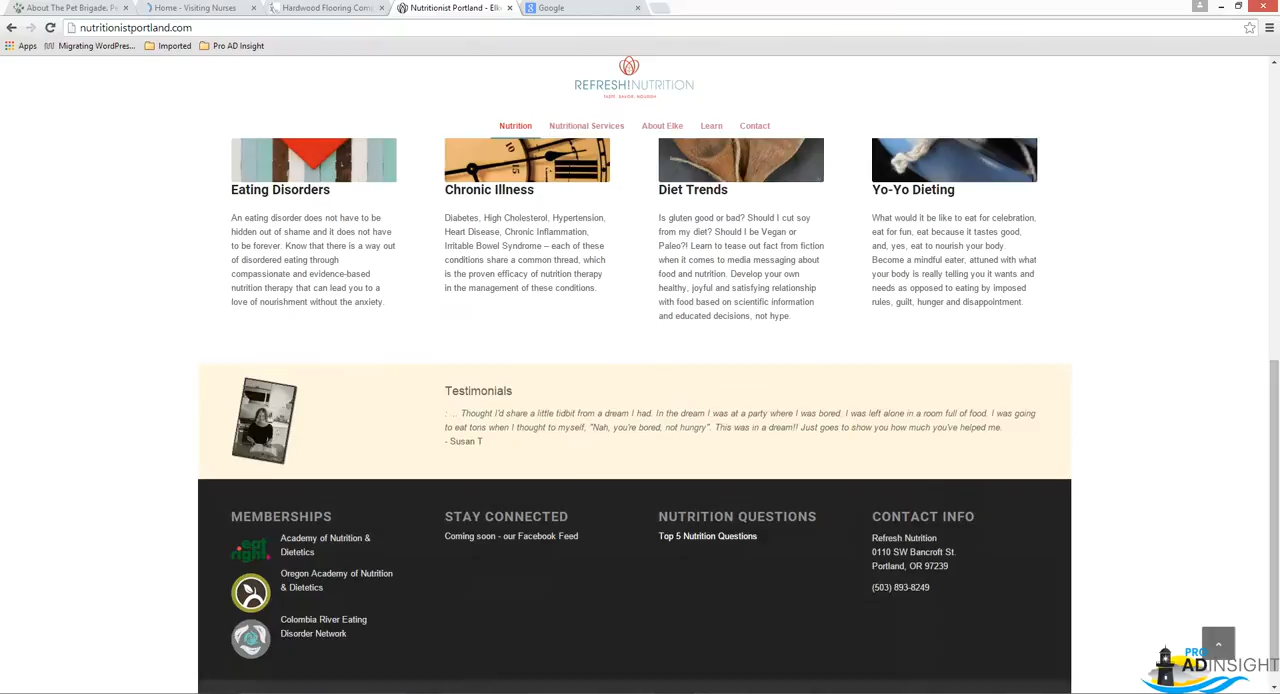 About The Pet Brigade. Pe
Home - Visiting Nurses
Hardwood Flooring Comp
Nutritionist Portland - Elk
Google
nutritionistportland.com
Apps
Migrating WordPres...
Imported
Pro AD Insight
REFRESH!NUTRITION
TASTE. SAVOR. NOURISH.
Nutrition
Nutritional Services
About Elke
Learn
Contact
Eating Disorders
An eating disorder does not have to be
hidden out of shame and it does not have
to be forever. Know that there is a way out
of disordered eating through
compassionate and evidence-based
nutrition therapy that can lead you to a
love of nourishment without the anxiety.
Chronic Illness
Diabetes, High Cholesterol, Hypertension,
Heart Disease, Chronic Inflammation,
Irritable Bowel Syndrome – each of these
conditions share a common thread, which
is the proven efficacy of nutrition therapy
in the management of these conditions.
Diet Trends
Is gluten good or bad? Should I cut soy
from my diet? Should I be Vegan or
Paleo?! Learn to tease out fact from fiction
when it comes to media messaging about
food and nutrition. Develop your own
healthy, joyful and satisfying relationship
with food based on scientific information
and educated decisions, not hype.
Yo-Yo Dieting
What would it be like to eat for celebration,
eat for fun, eat because it tastes good,
and, yes, eat to nourish your body.
Become a mindful eater, attuned with what
your body is really telling you it wants and
needs as opposed to eating by imposed
rules, guilt, hunger and disappointment.
Testimonials
: ... Thought I'd share a little tidbit from a dream I had. In the dream I was at a party where I was bored. I was left alone in a room full of food. I was going
to eat tons when I thought to myself, "Nah, you're bored, not hungry". This was in a dream!! Just goes to show you how much you've helped me.
- Susan T
MEMBERSHIPS
eat
right.
Academy of Nutrition &
Dietetics
Oregon Academy of Nutrition
& Dietetics
Colombia River Eating
Disorder Network
STAY CONNECTED
Coming soon - our Facebook Feed
NUTRITION QUESTIONS
Top 5 Nutrition Questions
CONTACT INFO
Refresh Nutrition
0110 SW Bancroft St.
Portland, OR 97239
(503) 893-8249
PRO
ADINSIGHT